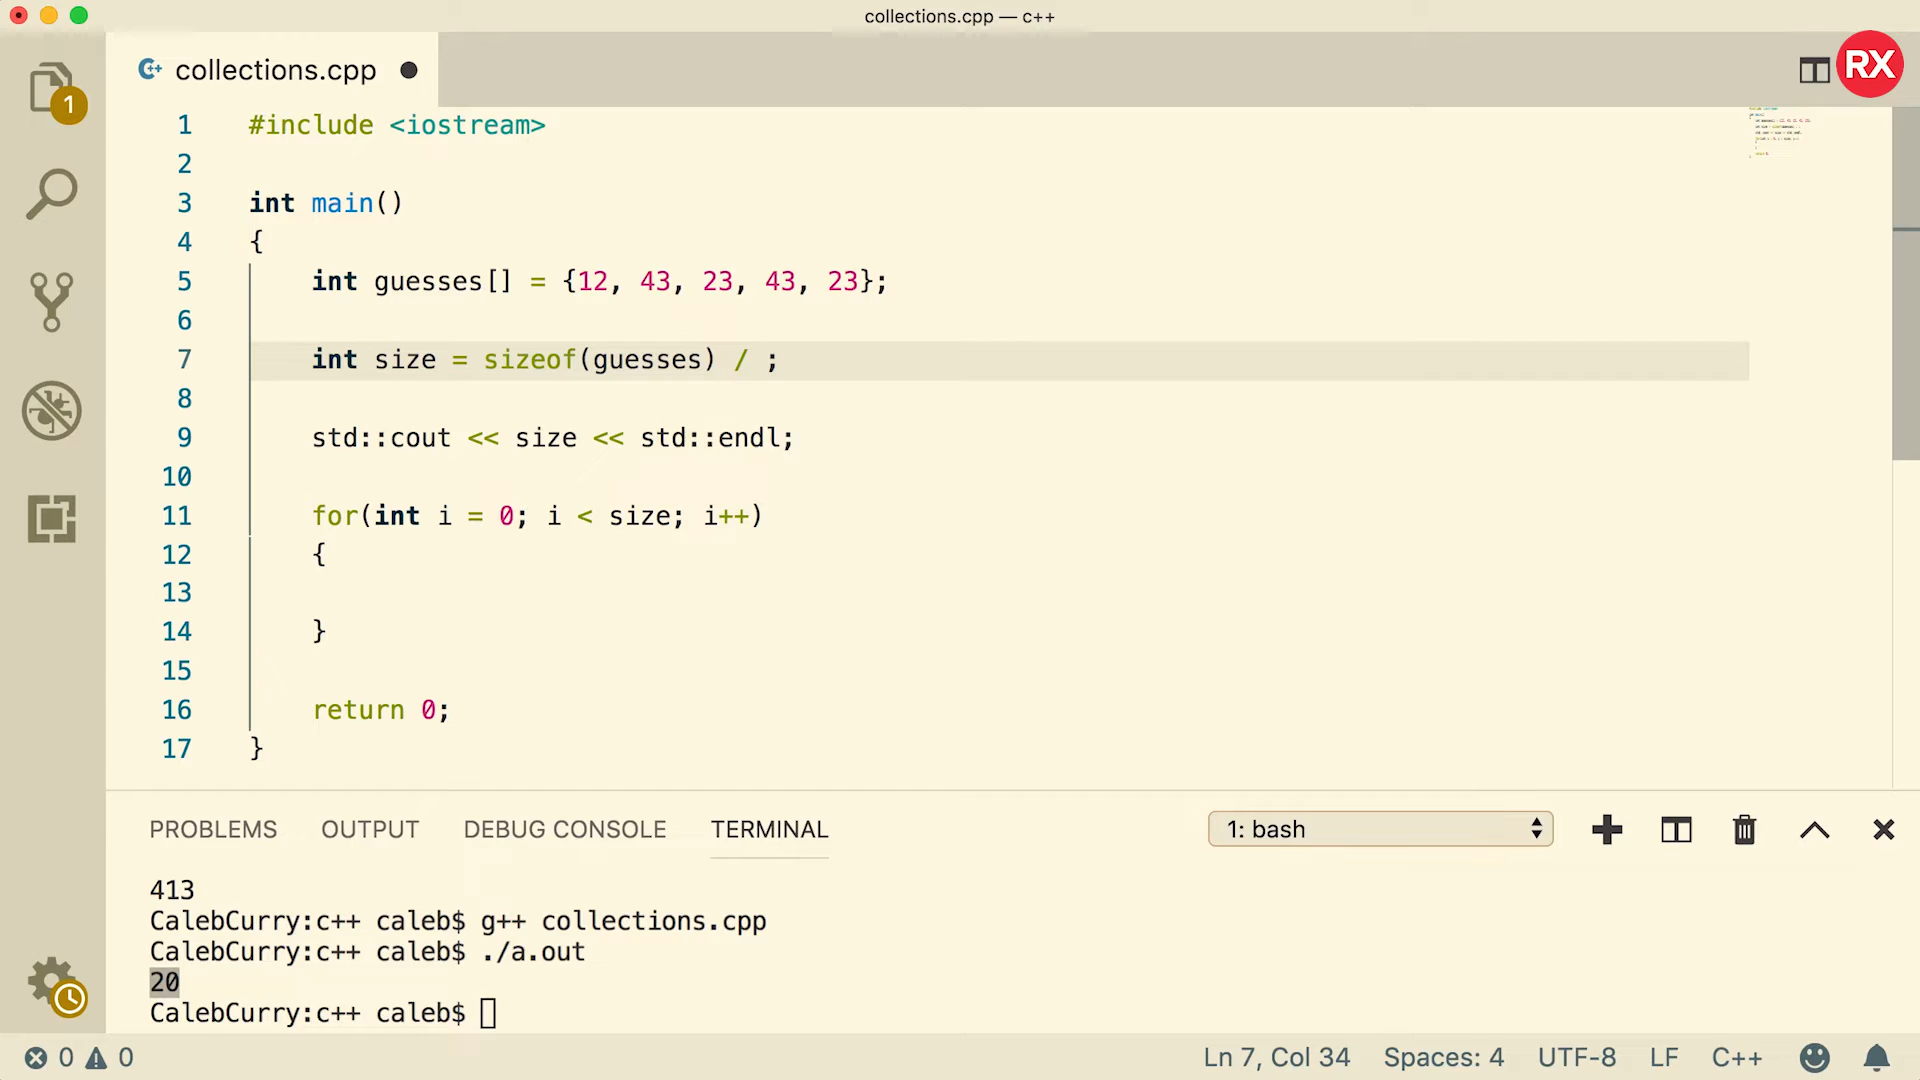 collections.cpp — c++
collections.cpp
RX
1
1 #include <iostream>
2
3 int main()
4 {
5 int guesses[] = {12, 43, 23, 43, 23};
6
7 int size = sizeof(guesses) / ;
8
9 std::cout << size << std::endl;
10
11 for(int i = 0; i < size; i++)
12 {
13
14 }
15
16 return 0;
17 }
PROBLEMS OUTPUT DEBUG CONSOLE TERMINAL 1: bash
413
CalebCurry:c++ caleb$ g++ collections.cpp
CalebCurry:c++ caleb$ ./a.out
20
CalebCurry:c++ caleb$
0 0 Ln 7, Col 34 Spaces: 4 UTF-8 LF C++